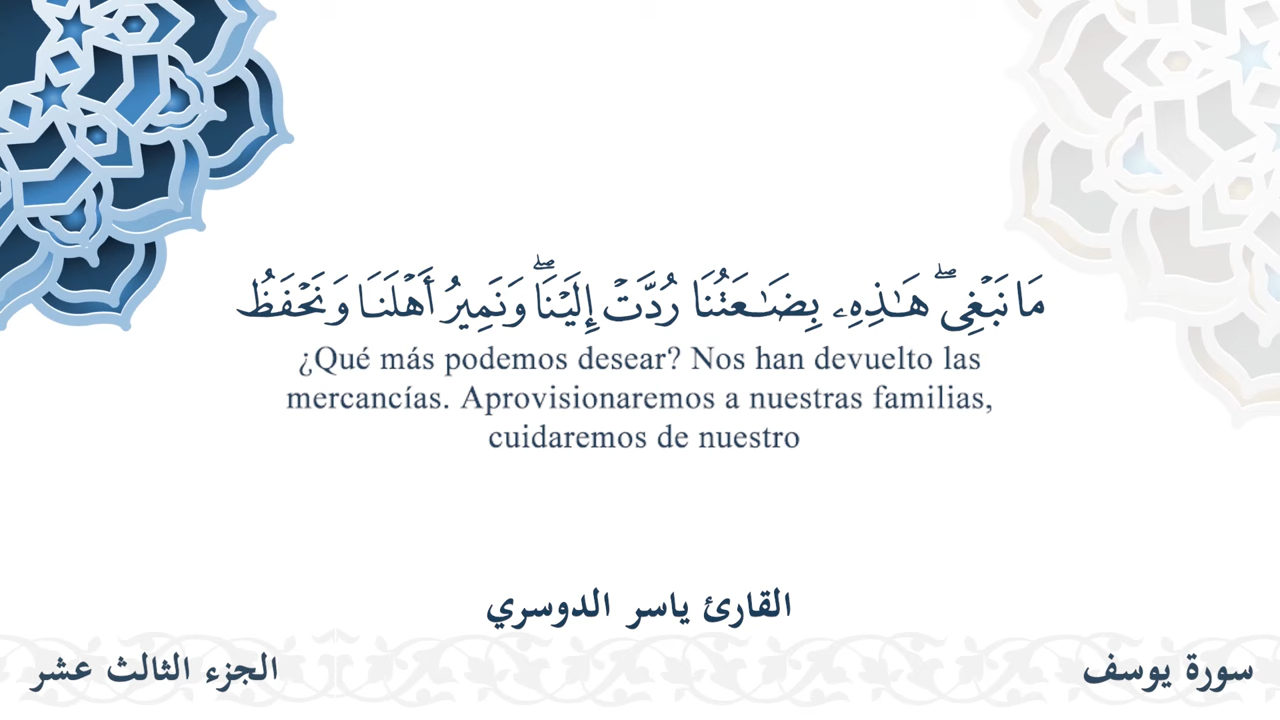 مَا نَبۡغِىۖ هَـٰذِهِۦ بِضَـٰعَتُنَا رُدَّتۡ إِلَيۡنَاۖ وَنَمِيرُ أَهۡلَنَا وَنَحۡفَظُ
¿Qué más podemos desear? Nos han devuelto las
mercancías. Aprovisionaremos a nuestras familias,
cuidaremos de nuestro
القارئ ياسر الدوسري
سورة يوسف
الجزء الثالث عشر